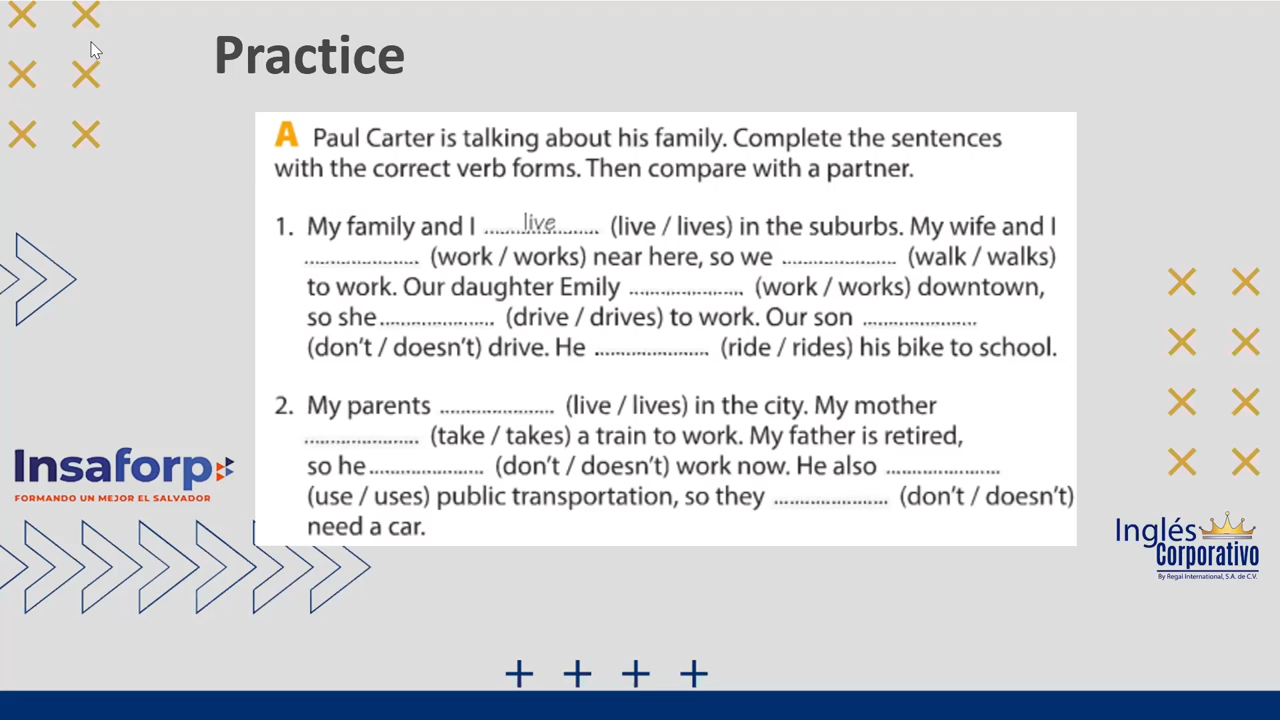 Practice
A Paul Carter is talking about his family. Complete the sentences
with the correct verb forms. Then compare with a partner.
1. My family and I ......live......... (live / lives) in the suburbs. My wife and I
..................... (work / works) near here, so we ..................... (walk / walks)
to work. Our daughter Emily ..................... (work / works) downtown,
so she ..................... (drive / drives) to work. Our son .....................
(don't / doesn't) drive. He ..................... (ride / rides) his bike to school.
2. My parents ..................... (live / lives) in the city. My mother
..................... (take / takes) a train to work. My father is retired,
so he ..................... (don't / doesn't) work now. He also .....................
(use / uses) public transportation, so they ..................... (don't / doesn't)
need a car.
Insaforp
FORMANDO UN MEJOR EL SALVADOR
Inglés
Corporativo
By Regal International, S.A. de C.V.